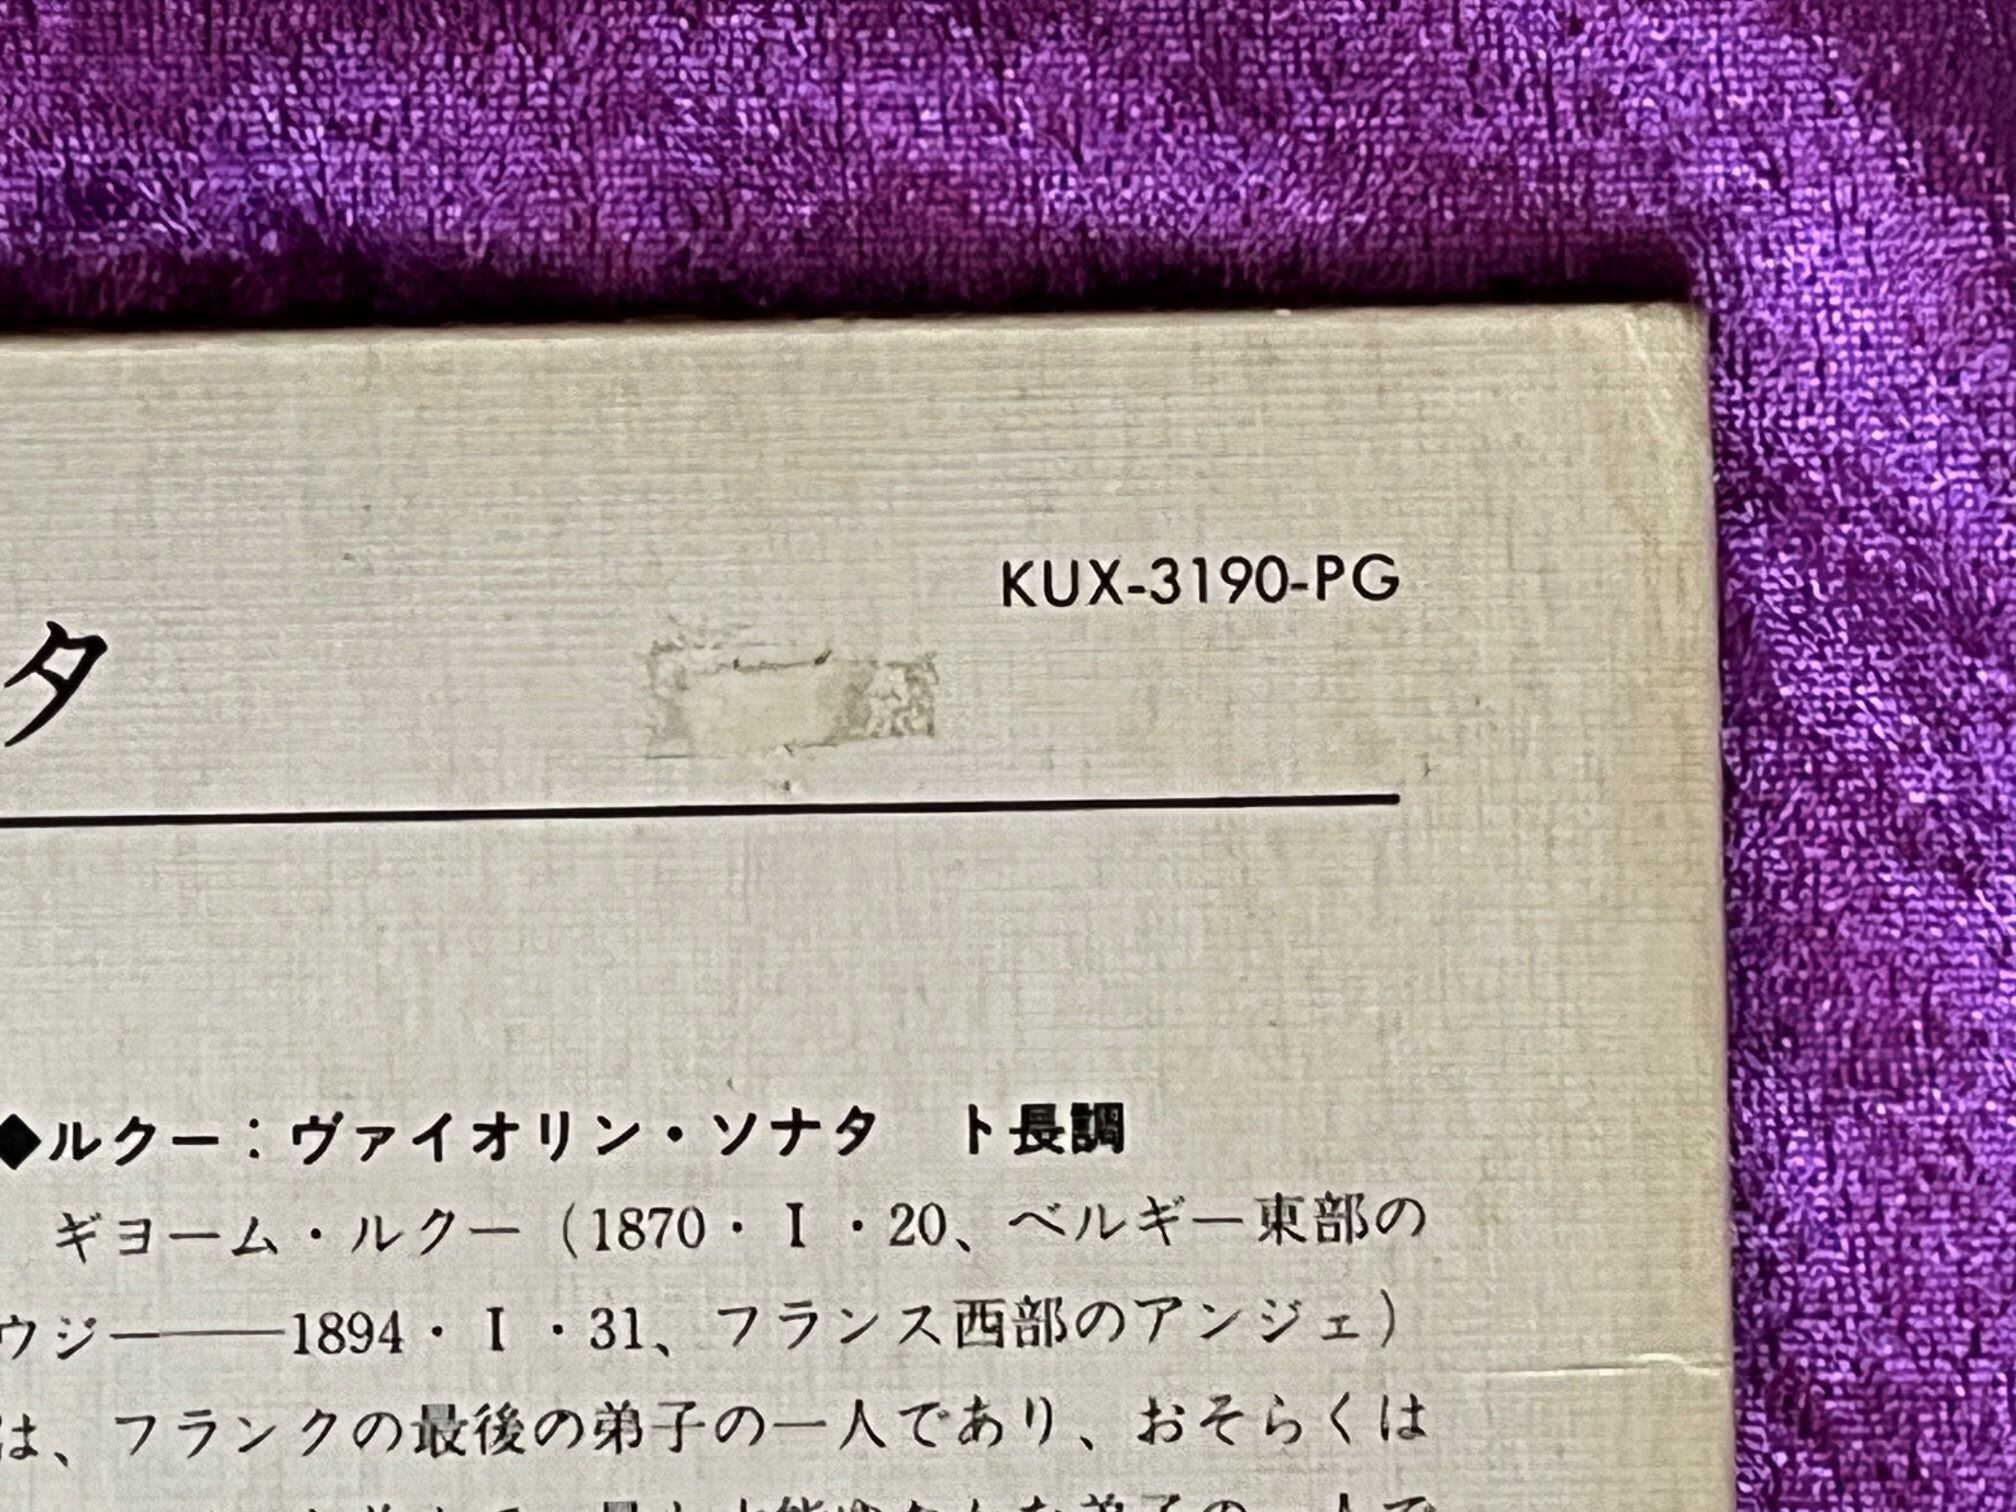 KUX-3190-PG
タ
◆ルクー：ヴァイオリン・ソナタ　ト長調
ギヨーム・ルクー（1870・I・20、ベルギー東部の
ウジー――1894・I・31、フランス西部のアンジェ）
は、フランクの最後の弟子の一人であり、おそらくは